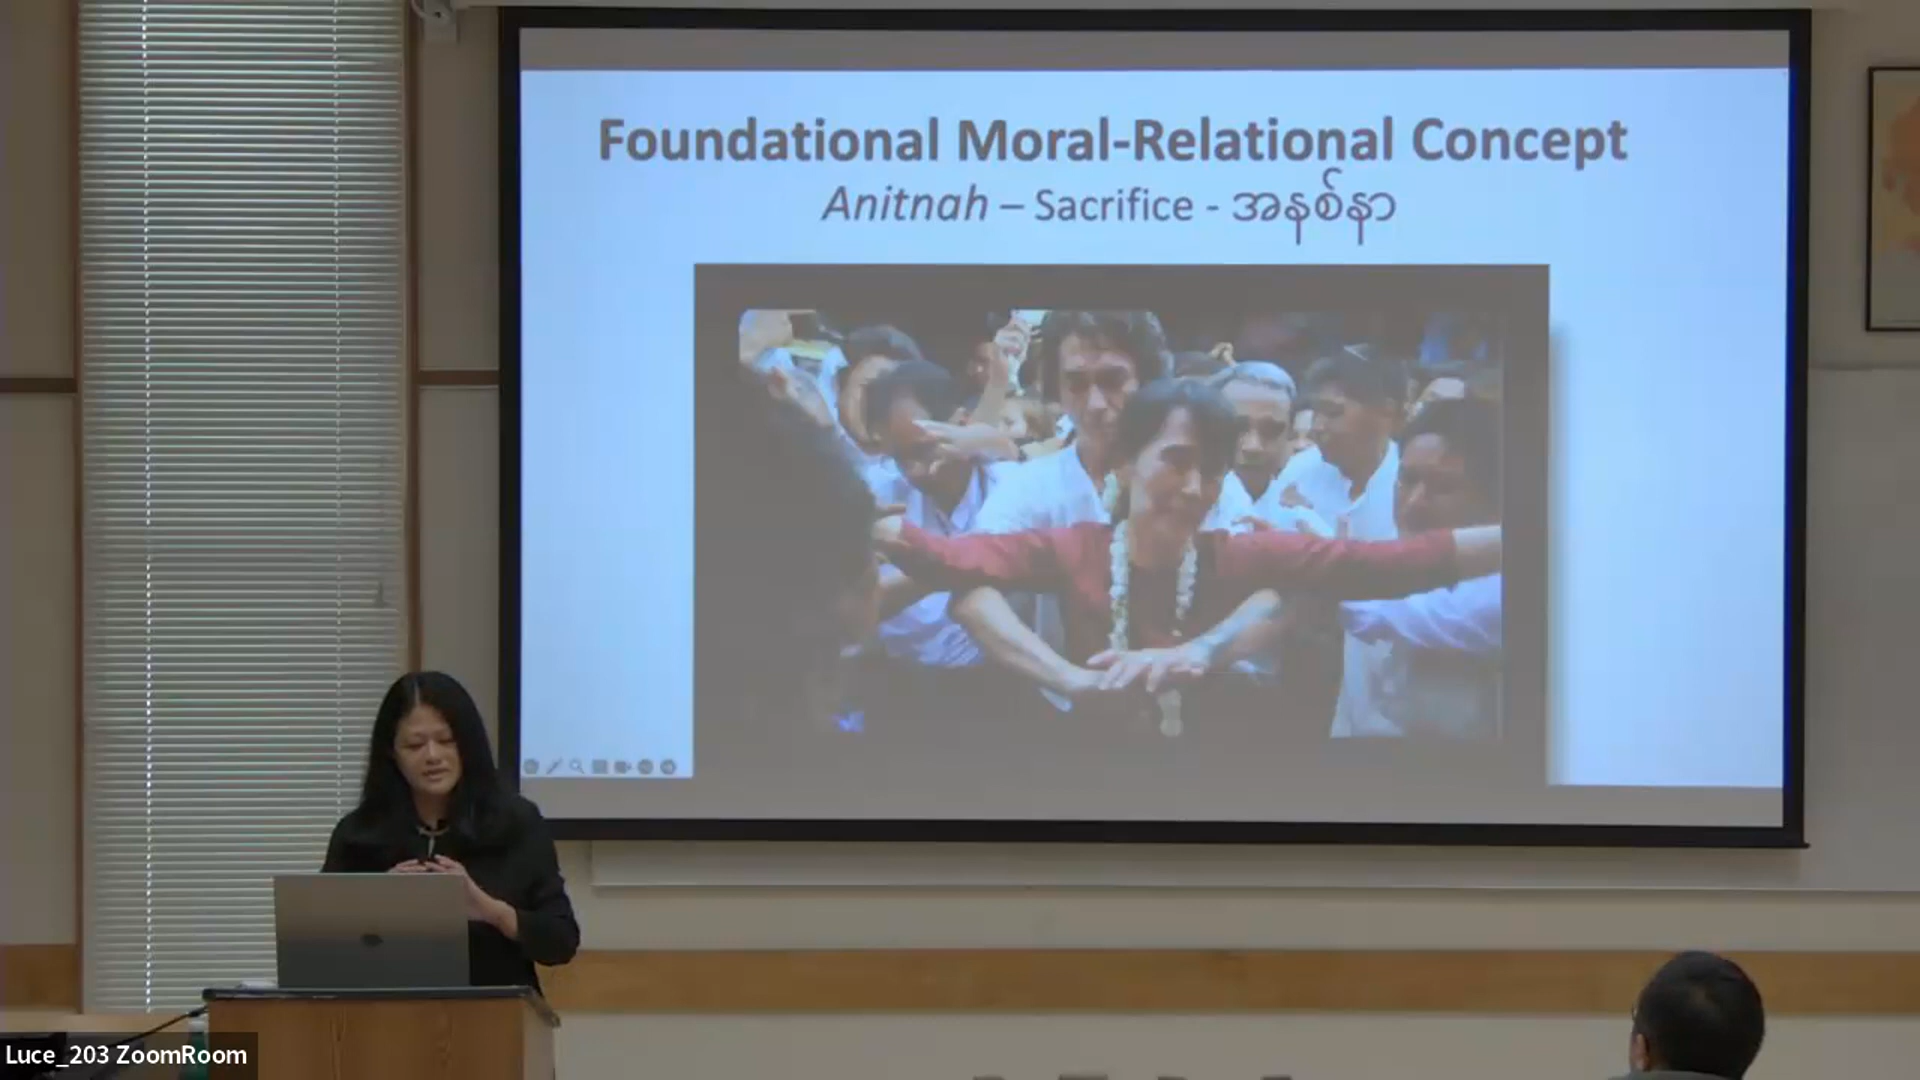 Foundational Moral-Relational Concept
Anitnah – Sacrifice - အနစ်နာ
Luce_203 ZoomRoom